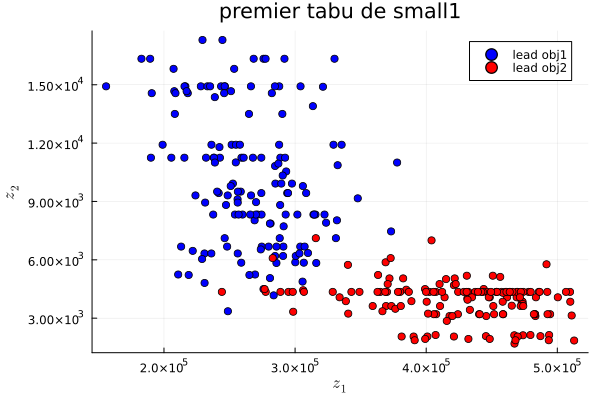 premier tabu de small1
lead obj1
lead obj2
1.50×10⁴
1.20×10⁴
9.00×10³
6.00×10³
3.00×10³
z₂
2.0×10⁵ 3.0×10⁵ 4.0×10⁵ 5.0×10⁵
z₁